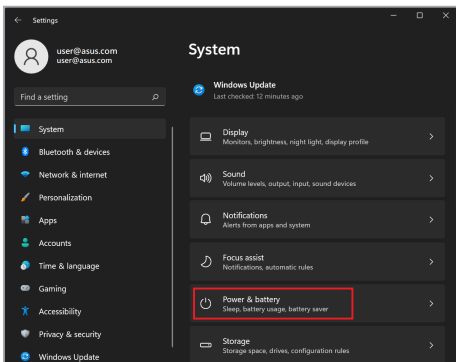 Settings
user@asus.com
user@asus.com
Find a setting
System
Bluetooth & devices
Network & internet
Personalization
Apps
Accounts
Time & language
Gaming
Accessibility
Privacy & security
Windows Update
System
Windows Update
Last checked: 12 minutes ago
Display
Monitors, brightness, night light, display profile
Sound
Volume levels, output, input, sound devices
Notifications
Alerts from apps and system
Focus assist
Notifications, automatic rules
Power & battery
Sleep, battery usage, battery saver
Storage
Storage space, drives, configuration rules